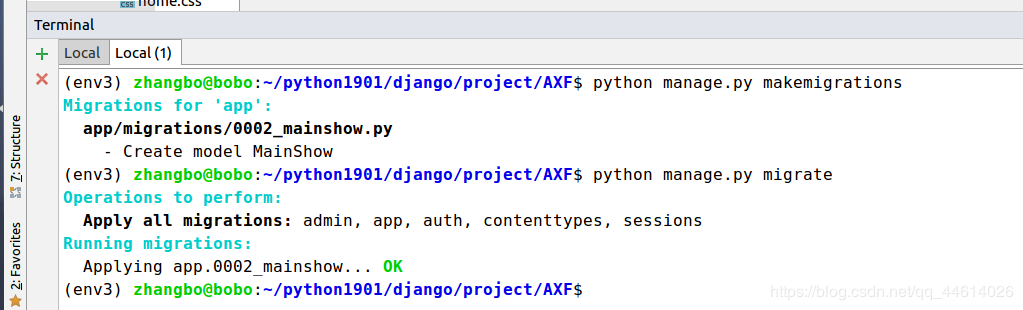 css home.css
Terminal
Local Local (1)
(env3) zhangbo@bobo:~/python1901/django/project/AXF$ python manage.py makemigrations
Migrations for 'app':
app/migrations/0002_mainshow.py
- Create model MainShow
(env3) zhangbo@bobo:~/python1901/django/project/AXF$ python manage.py migrate
Operations to perform:
Apply all migrations: admin, app, auth, contenttypes, sessions
Running migrations:
Applying app.0002_mainshow... OK
(env3) zhangbo@bobo:~/python1901/django/project/AXF$
7: Structure
2: Favorites
https://blog.csdn.net/qq_44614026